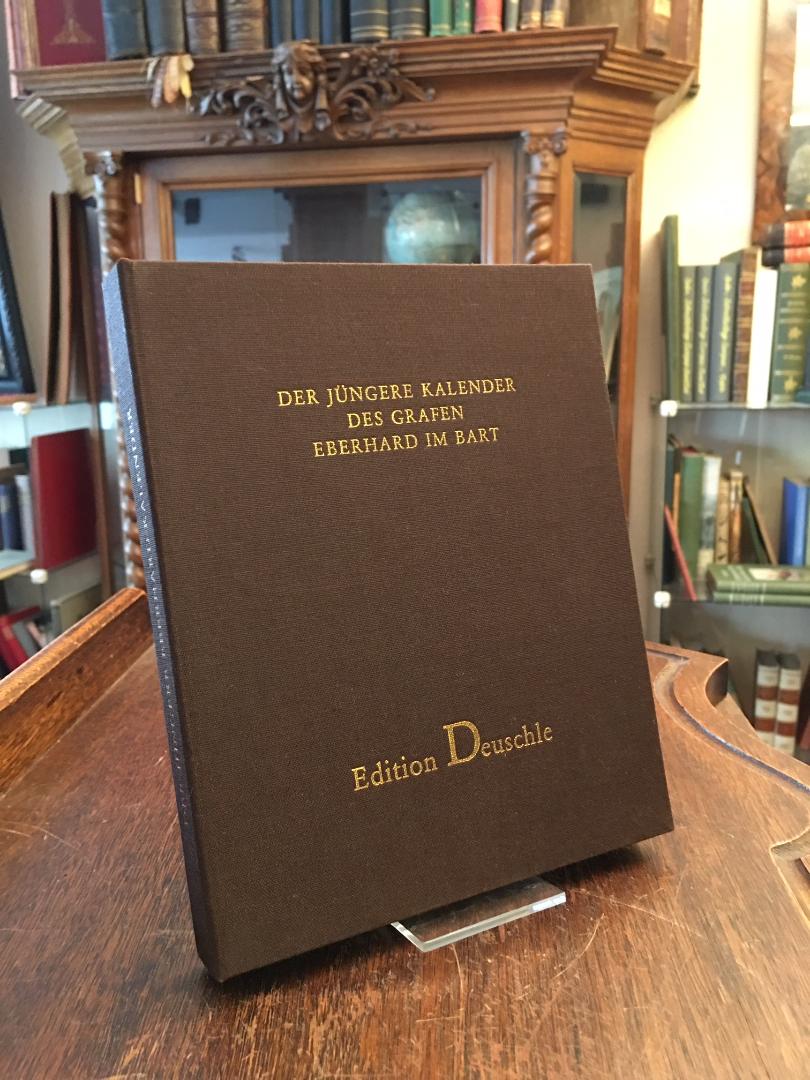 DER JÜNGERE KALENDER
DES GRAFEN
EBERHARD IM BART
Edition Deuschle